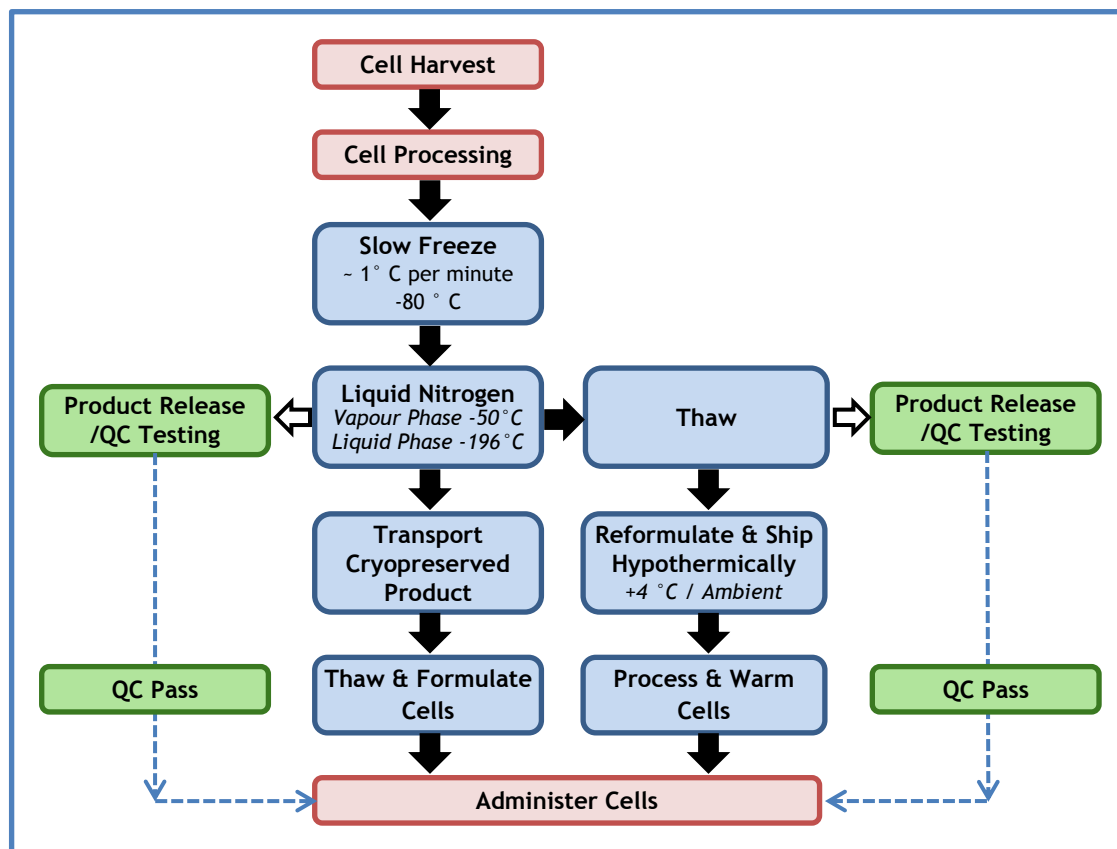 Cell Harvest
Cell Processing
Slow Freeze
~ 1° C per minute
-80 ° C
Product Release
/QC Testing
Liquid Nitrogen
Vapour Phase -50°C
Liquid Phase -196°C
Thaw
Product Release
/QC Testing
Transport
Cryopreserved
Product
Reformulate & Ship
Hypothermically
+4 °C / Ambient
QC Pass
Thaw & Formulate
Cells
Process & Warm
Cells
QC Pass
Administer Cells